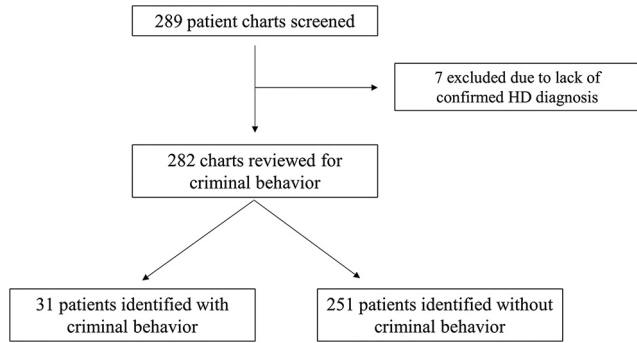 289 patient charts screened
7 excluded due to lack of
confirmed HD diagnosis
282 charts reviewed for
criminal behavior
31 patients identified with
criminal behavior
251 patients identified without
criminal behavior